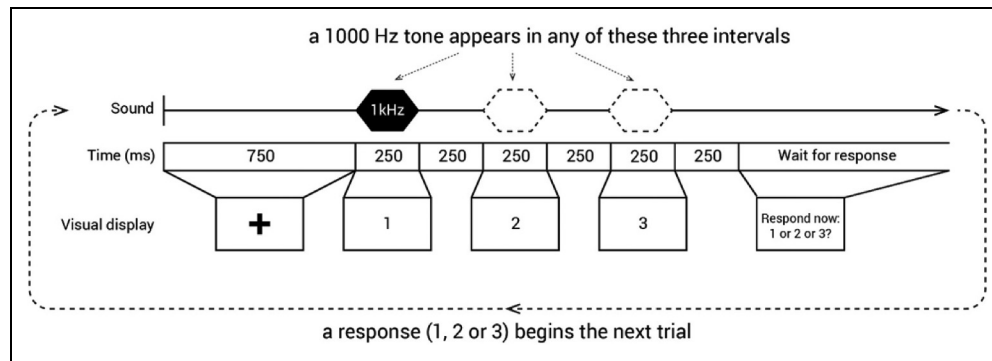 a 1000 Hz tone appears in any of these three intervals
Sound
1kHz
Time (ms)
750
250
250
250
250
250
250
Wait for response
Visual display
+
1
2
3
Respond now:
1 or 2 or 3?
a response (1, 2 or 3) begins the next trial